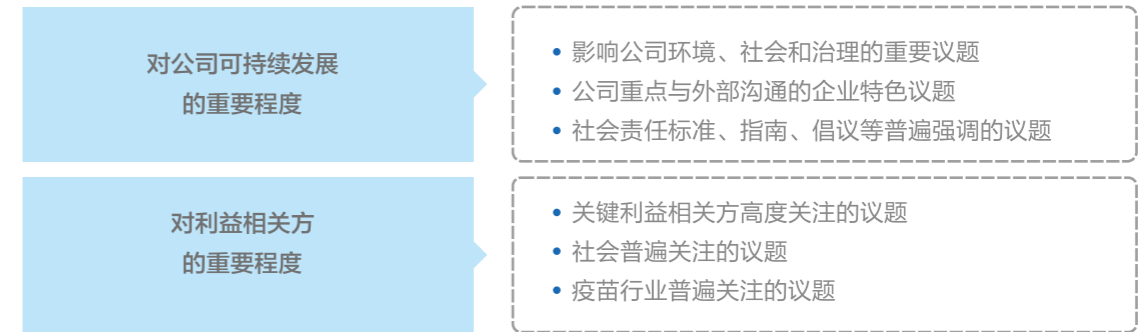 对公司可持续发展
的重要程度
• 影响公司环境、社会和治理的重要议题
• 公司重点与外部沟通的企业特色议题
• 社会责任标准、指南、倡议等普遍强调的议题
对利益相关方
的重要程度
• 关键利益相关方高度关注的议题
• 社会普遍关注的议题
• 疫苗行业普遍关注的议题